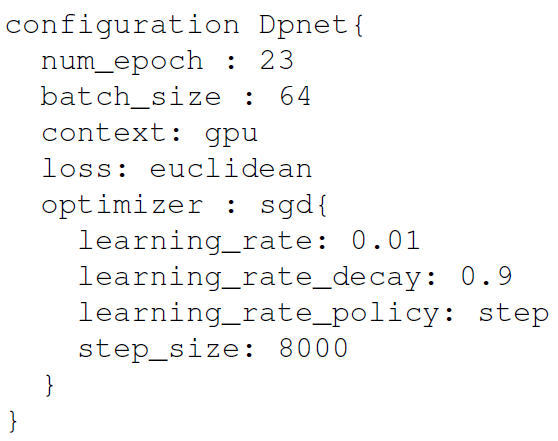 configuration Dpnet{
  num_epoch : 23
  batch_size : 64
  context: gpu
  loss: euclidean
  optimizer : sgd{
    learning_rate: 0.01
    learning_rate_decay: 0.9
    learning_rate_policy: step
    step_size: 8000
  }
}